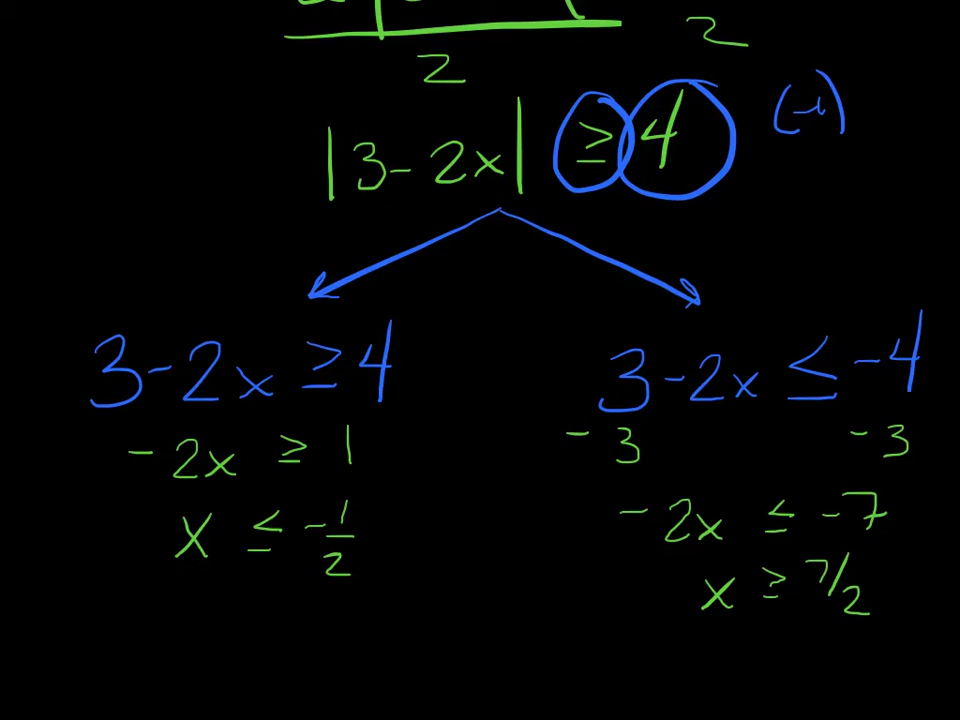 2 2
|3-2x| ≥ 4 (-1)
3-2x ≥ 4 3-2x ≤ -4
-2x ≥ 1 -3 -3
x ≤ -1/2 -2x ≤ -7
x ≥ 7/2